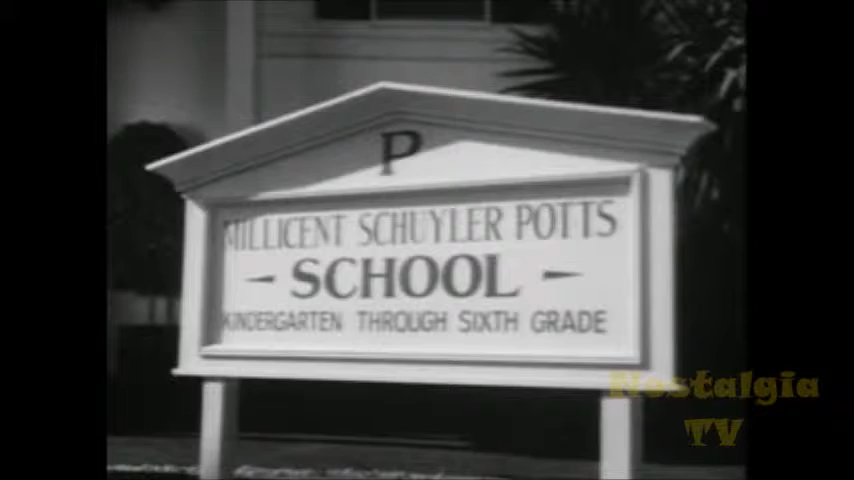 P
MILLICENT SCHUYLER POTTS
SCHOOL
KINDERGARTEN THROUGH SIXTH GRADE
Nostalgia
TV